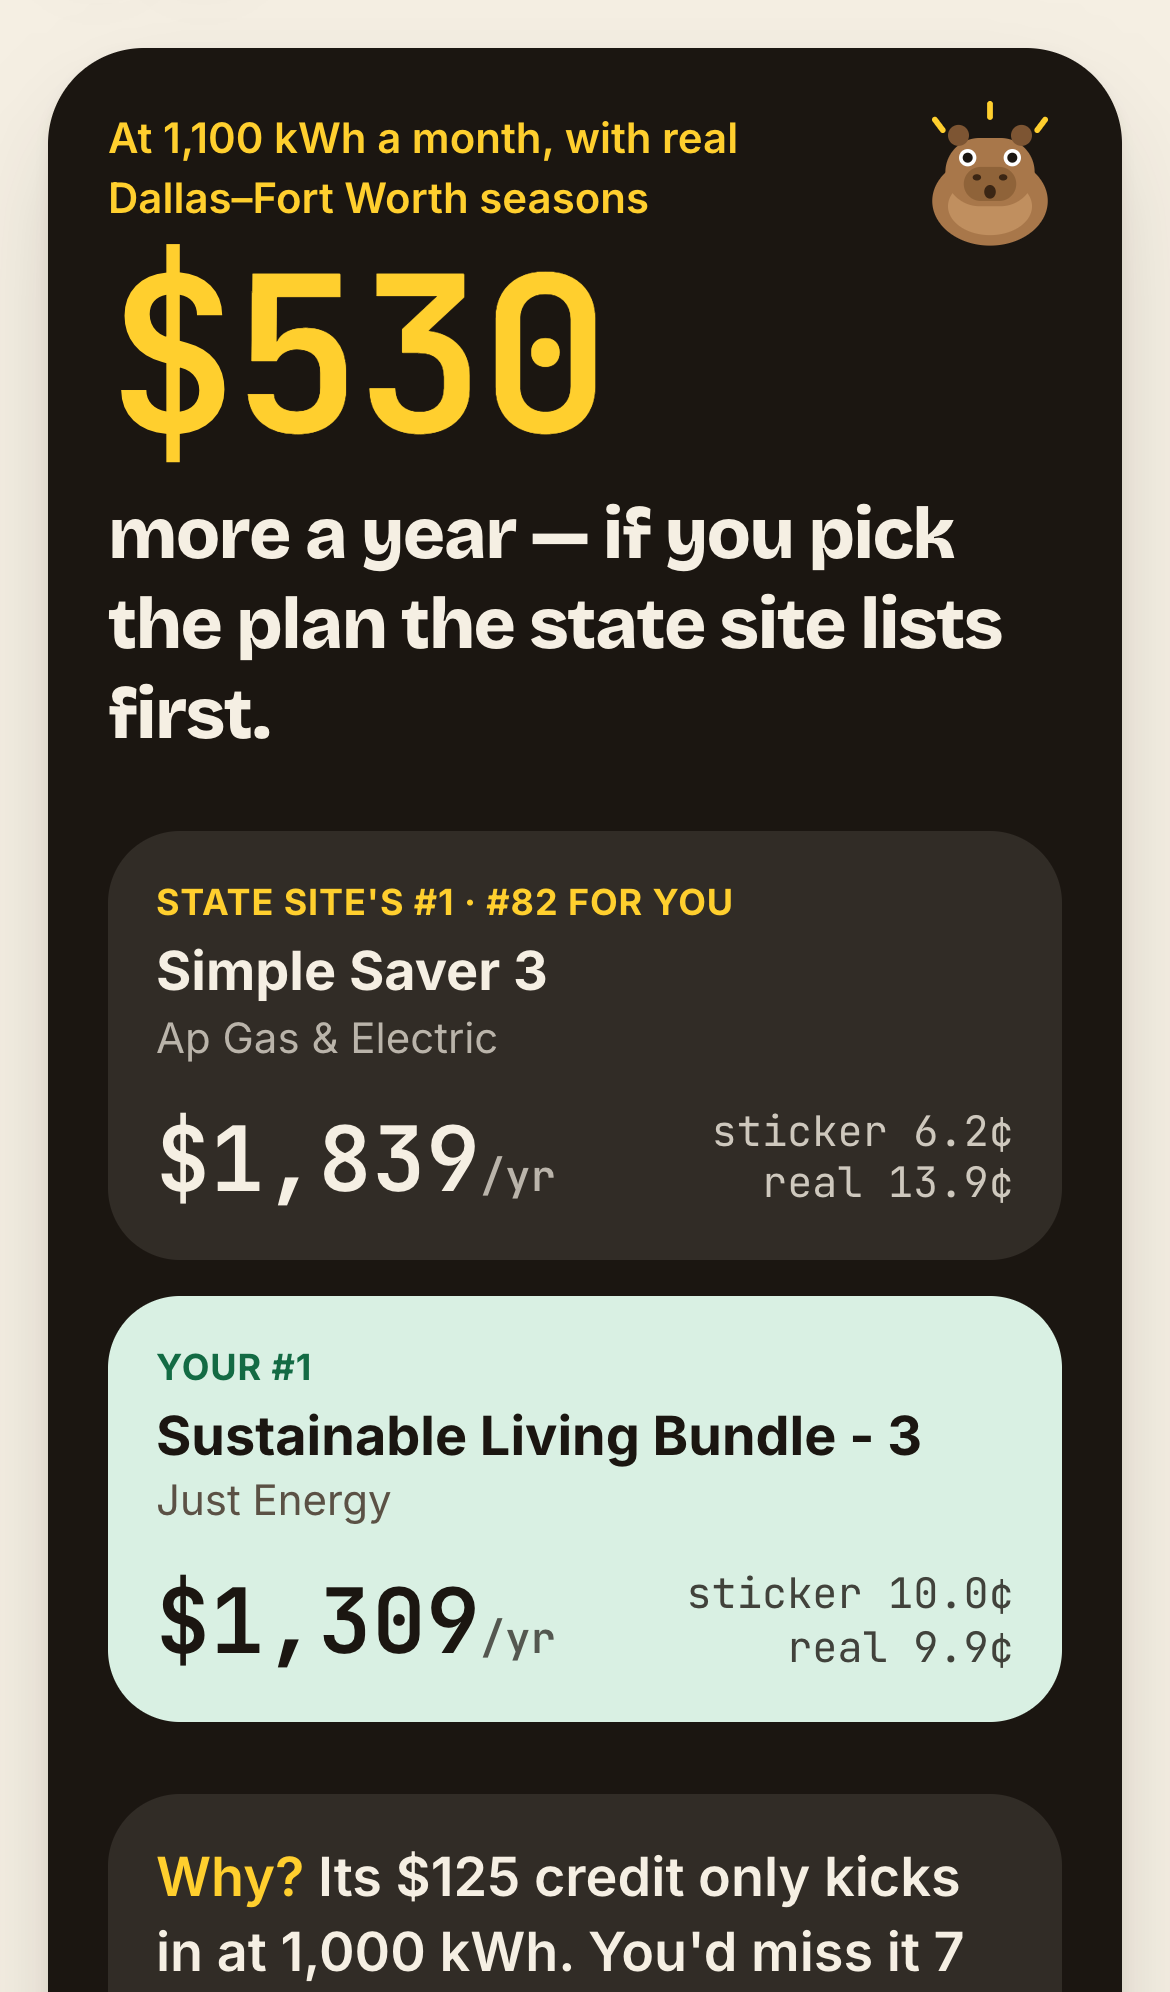 At 1,100 kWh a month, with real
Dallas–Fort Worth seasons
$530
more a year — if you pick
the plan the state site lists
first.
STATE SITE'S #1 · #82 FOR YOU
Simple Saver 3
Ap Gas & Electric
$1,839/yr
sticker 6.2¢
real 13.9¢
YOUR #1
Sustainable Living Bundle - 3
Just Energy
$1,309/yr
sticker 10.0¢
real 9.9¢
Why? Its $125 credit only kicks
in at 1,000 kWh. You'd miss it 7